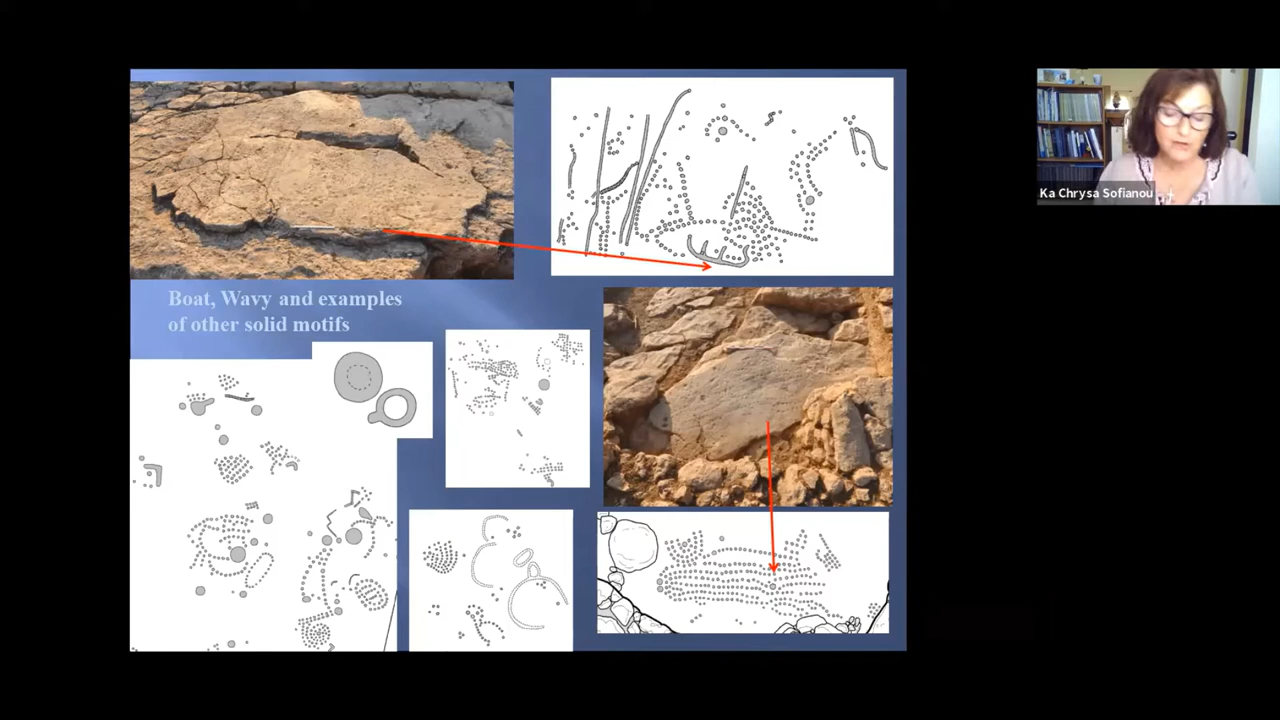 Boat, Wavy and examples
of other solid motifs
Ka Chrysa Sofianou